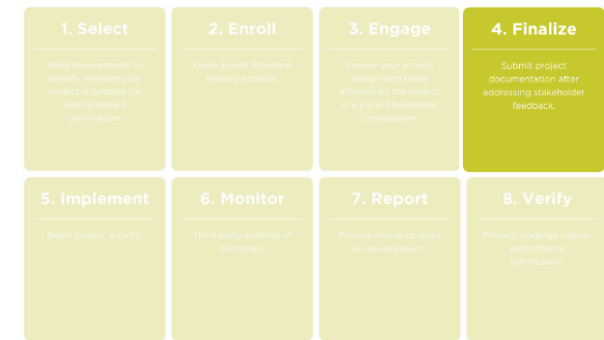 1. Select
Read requirements to
identify whether your
project is suitable for
Gold Standard
certification.
2. Enroll
Open a Gold Standard
registry account.
3. Engage
Review your project
design with those
affected by the project
in a Local Stakeholder
Consultation.
4. Finalize
Submit project
documentation after
addressing stakeholder
feedback.
5. Implement
Begin project activity.
6. Monitor
Third party auditing of
outcomes.
7. Report
Provide annual updates
on development.
8. Verify
Projects undergo regular
performance
certification.